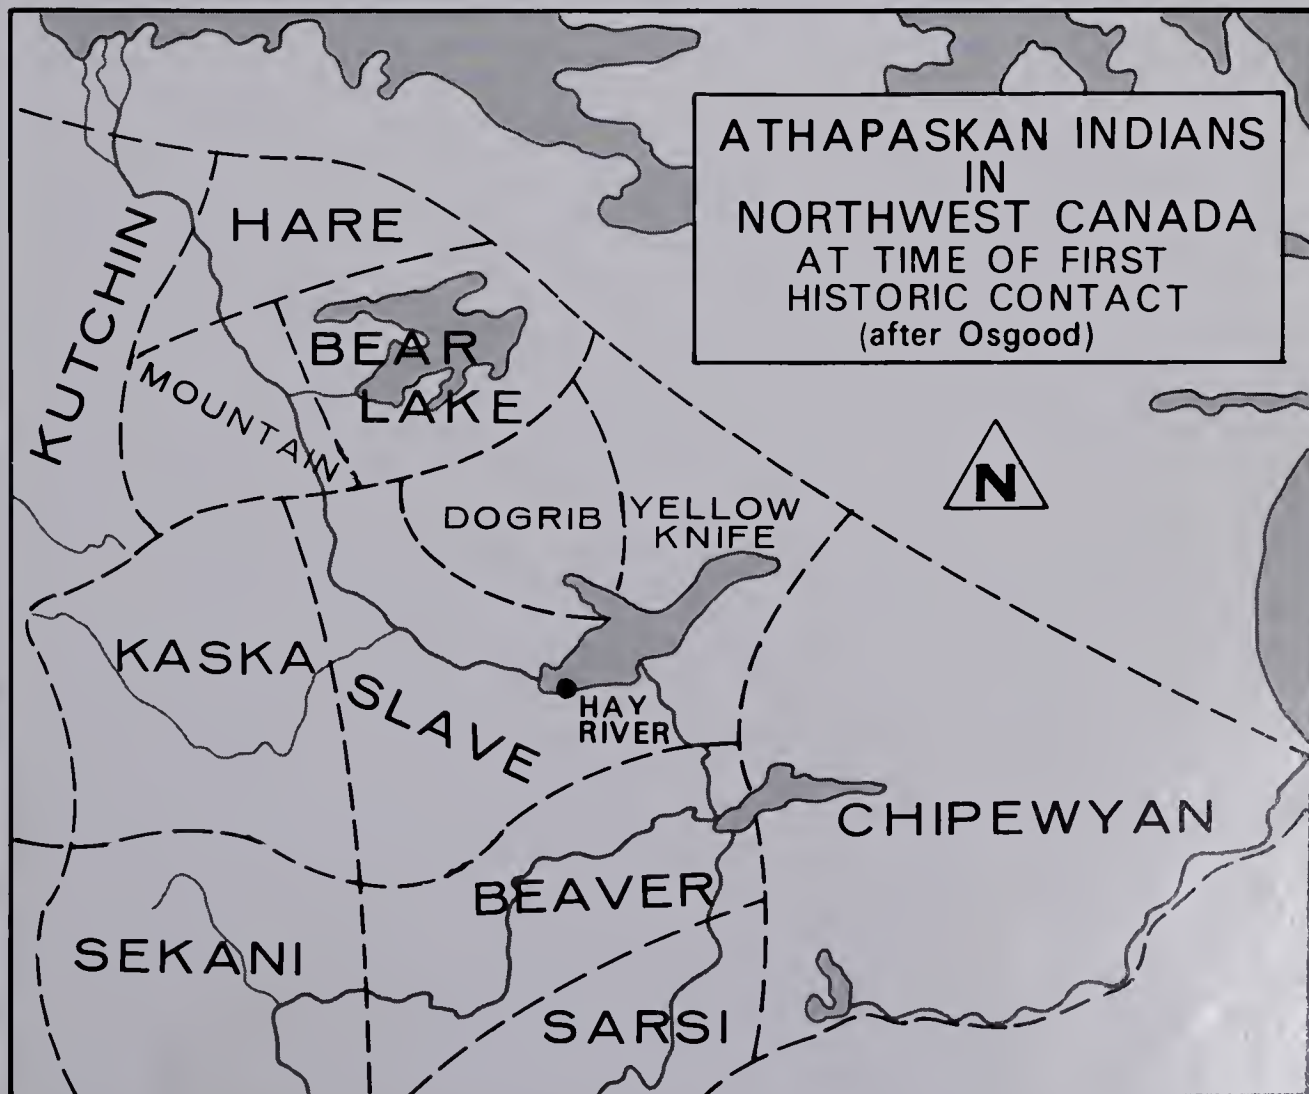 ATHAPASKAN INDIANS
IN
NORTHWEST CANADA
AT TIME OF FIRST
HISTORIC CONTACT
(after Osgood)
N
KUTCHIN
HARE
BEAR
LAKE
MOUNTAIN
DOGRIB
YELLOW
KNIFE
KASKA
SLAVE
HAY
RIVER
CHIPEWYAN
BEAVER
SEKANI
SARSI